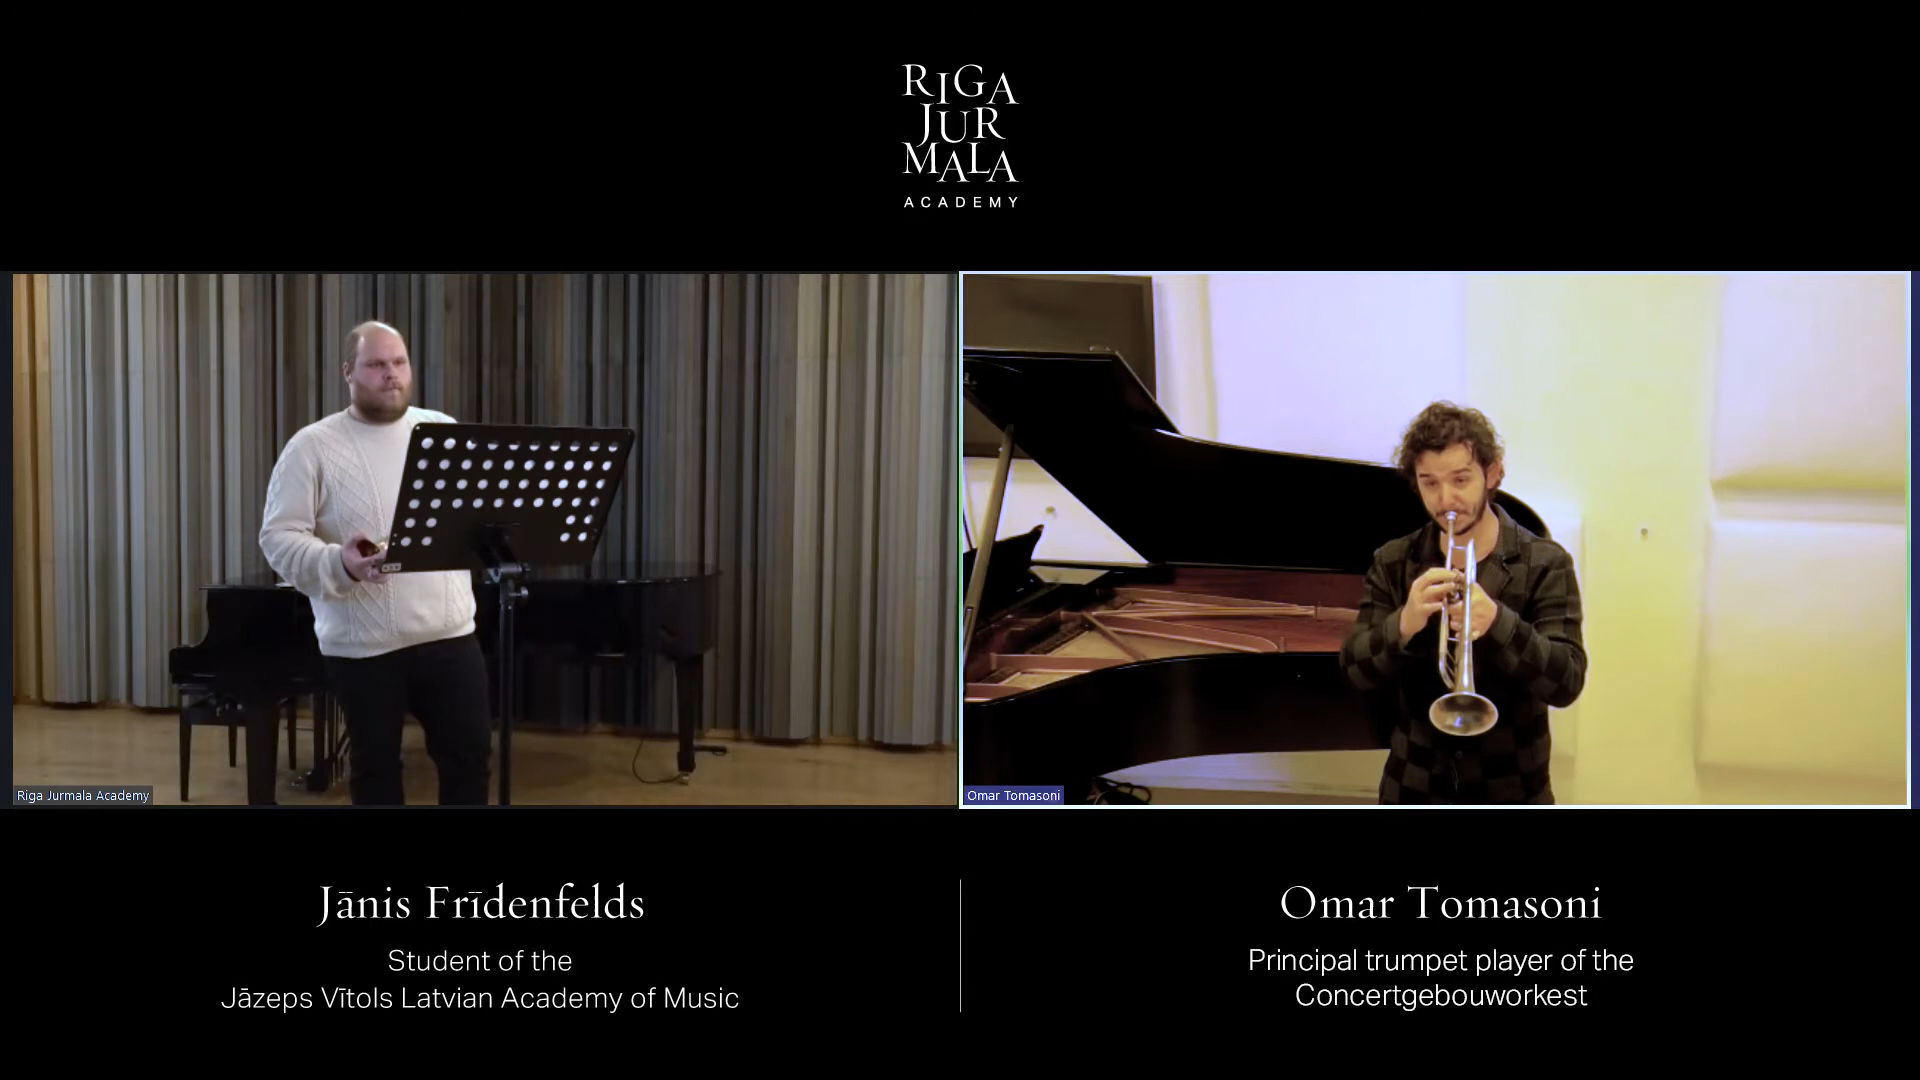 RIGA
JUR
MALA
ACADEMY
Riga Jurmala Academy
Omar Tomasoni
Jānis Frīdenfelds
Student of the
Jāzeps Vītols Latvian Academy of Music
Omar Tomasoni
Principal trumpet player of the
Concertgebouworkest